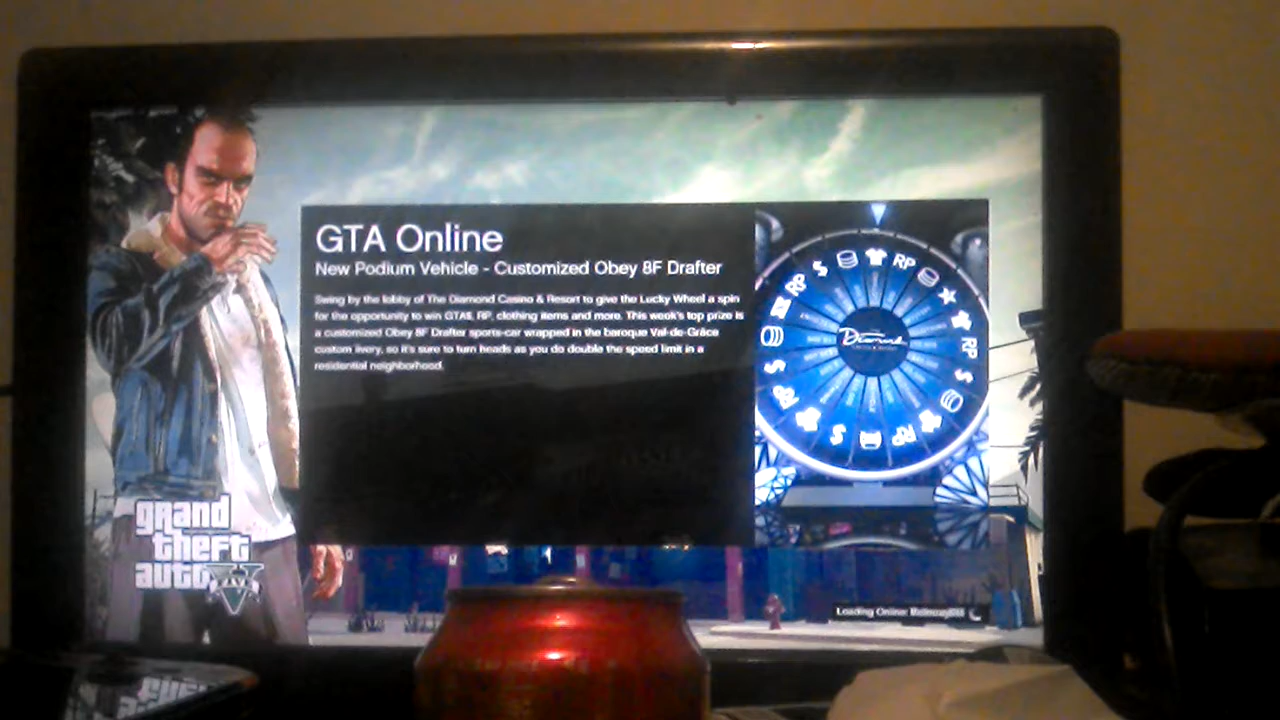 GTA Online
New Podium Vehicle - Customized Obey 8F Drafter
Swing by the lobby of The Diamond Casino & Resort to give the Lucky Wheel a spin
for the opportunity to win GTA$, RP, clothing items and more. This week's top prize is
a customized Obey 8F Drafter sports-car wrapped in the baroque Val-de-Grâce
custom livery, so it's sure to turn heads as you do double the speed limit in a
residential neighborhood.
RP
$
RP
RP
$
$
RP
$
RP
Diamond
grand
theft
auto
V
Loading Online: